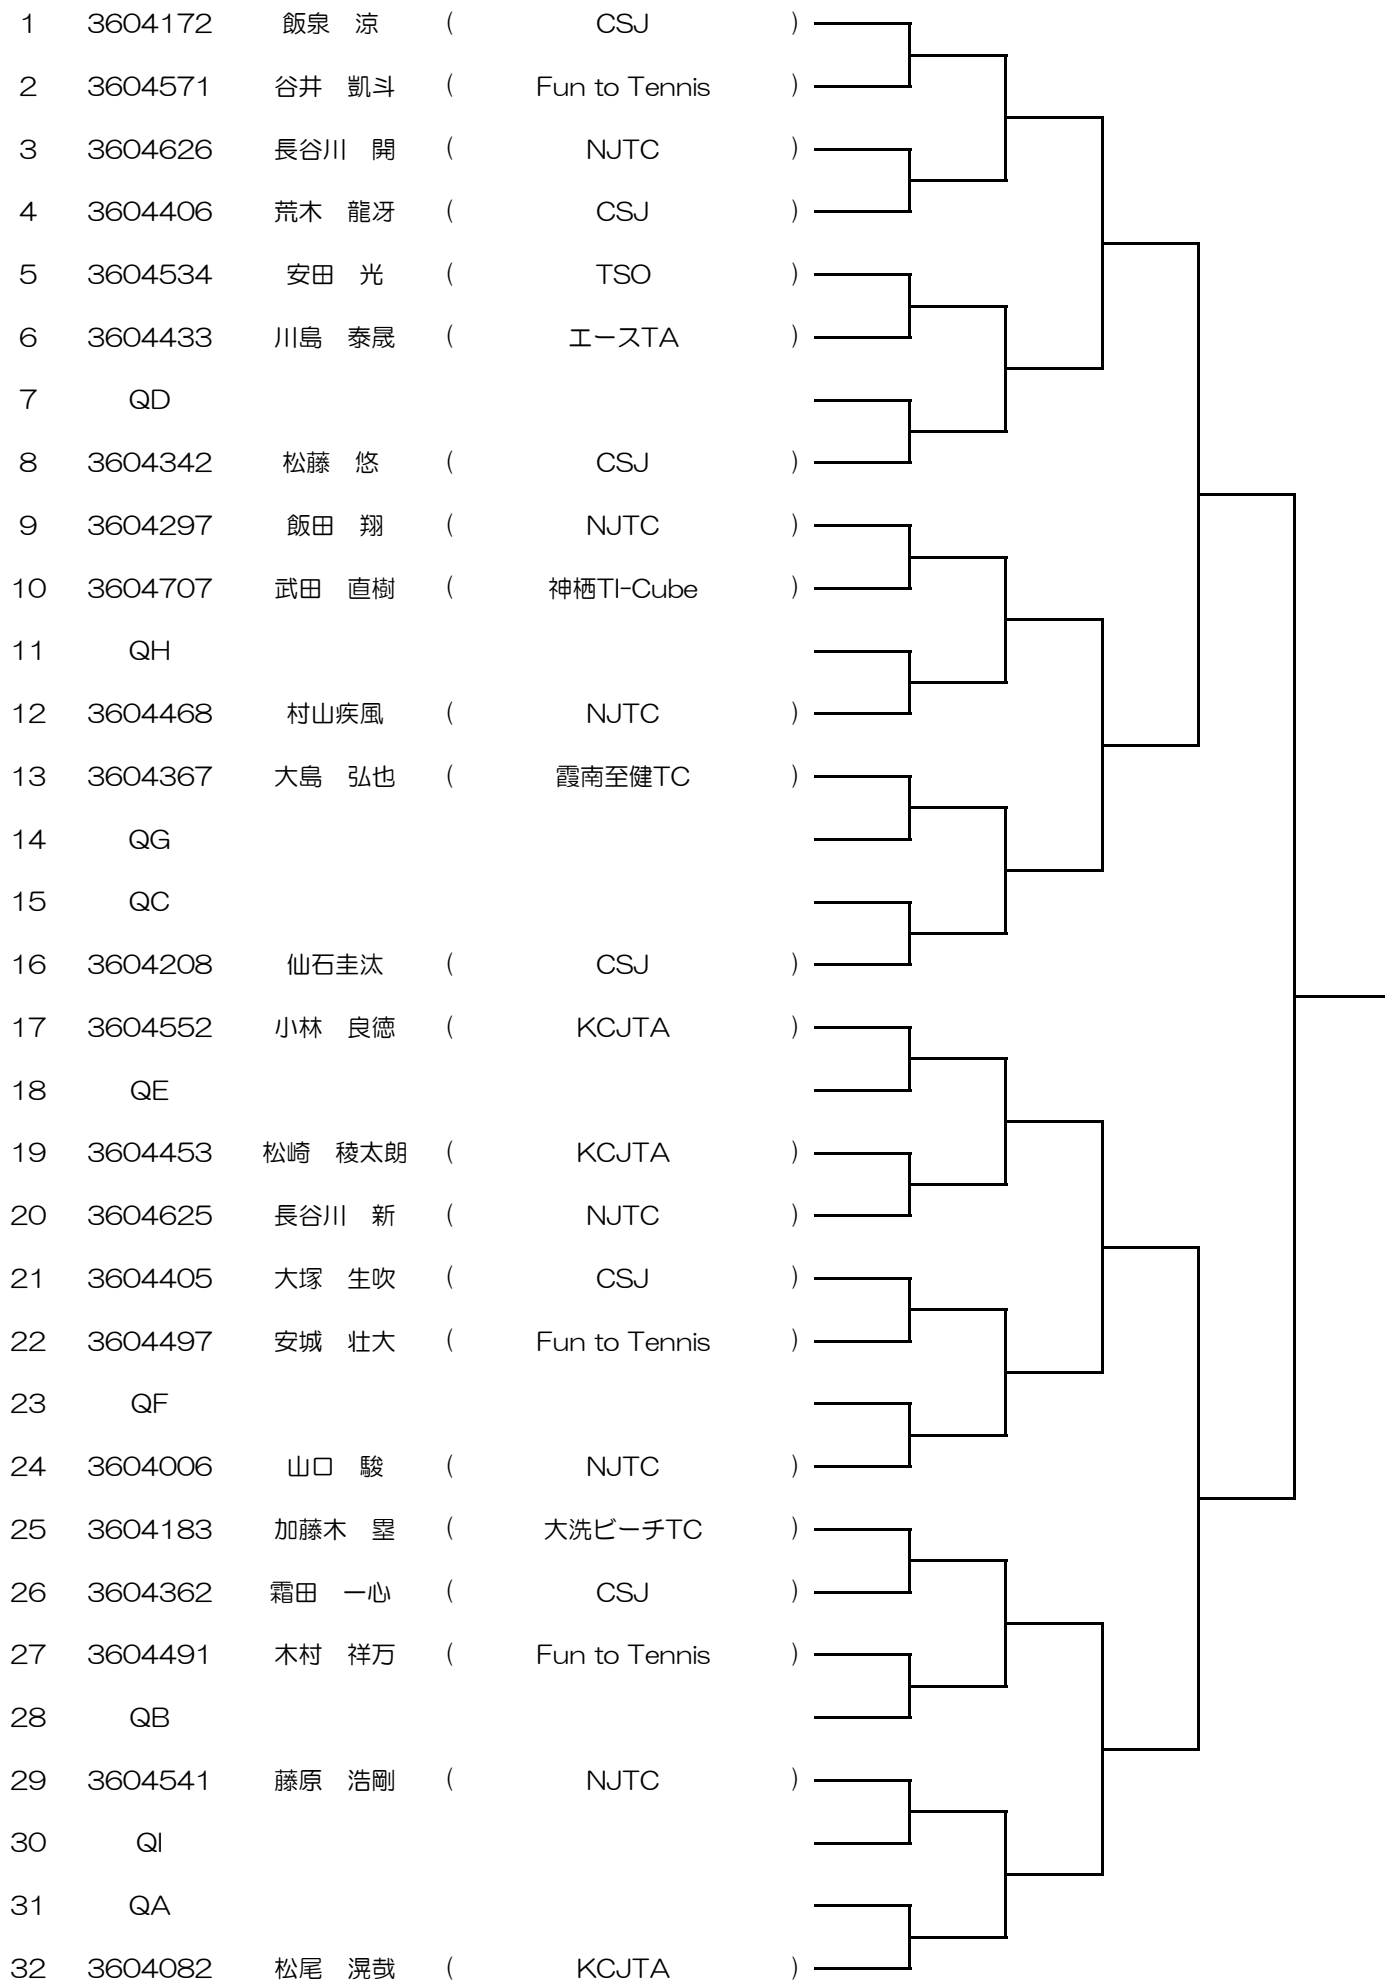 1 3604172 飯泉　涼 ( CSJ )
2 3604571 谷井　凱斗 ( Fun to Tennis )
3 3604626 長谷川　開 ( NJTC )
4 3604406 荒木　龍冴 ( CSJ )
5 3604534 安田　光 ( TSO )
6 3604433 川島　泰晟 ( エースTA )
7 QD
8 3604342 松藤　悠 ( CSJ )
9 3604297 飯田　翔 ( NJTC )
10 3604707 武田　直樹 ( 神栖TI-Cube )
11 QH
12 3604468 村山疾風 ( NJTC )
13 3604367 大島　弘也 ( 霞南至健TC )
14 QG
15 QC
16 3604208 仙石圭汰 ( CSJ )
17 3604552 小林　良徳 ( KCJTA )
18 QE
19 3604453 松崎　稜太朗 ( KCJTA )
20 3604625 長谷川　新 ( NJTC )
21 3604405 大塚　生吹 ( CSJ )
22 3604497 安城　壮大 ( Fun to Tennis )
23 QF
24 3604006 山口　駿 ( NJTC )
25 3604183 加藤木　塁 ( 大洗ビーチTC )
26 3604362 霜田　一心 ( CSJ )
27 3604491 木村　祥万 ( Fun to Tennis )
28 QB
29 3604541 藤原　浩剛 ( NJTC )
30 QI
31 QA
32 3604082 松尾　滉哉 ( KCJTA )